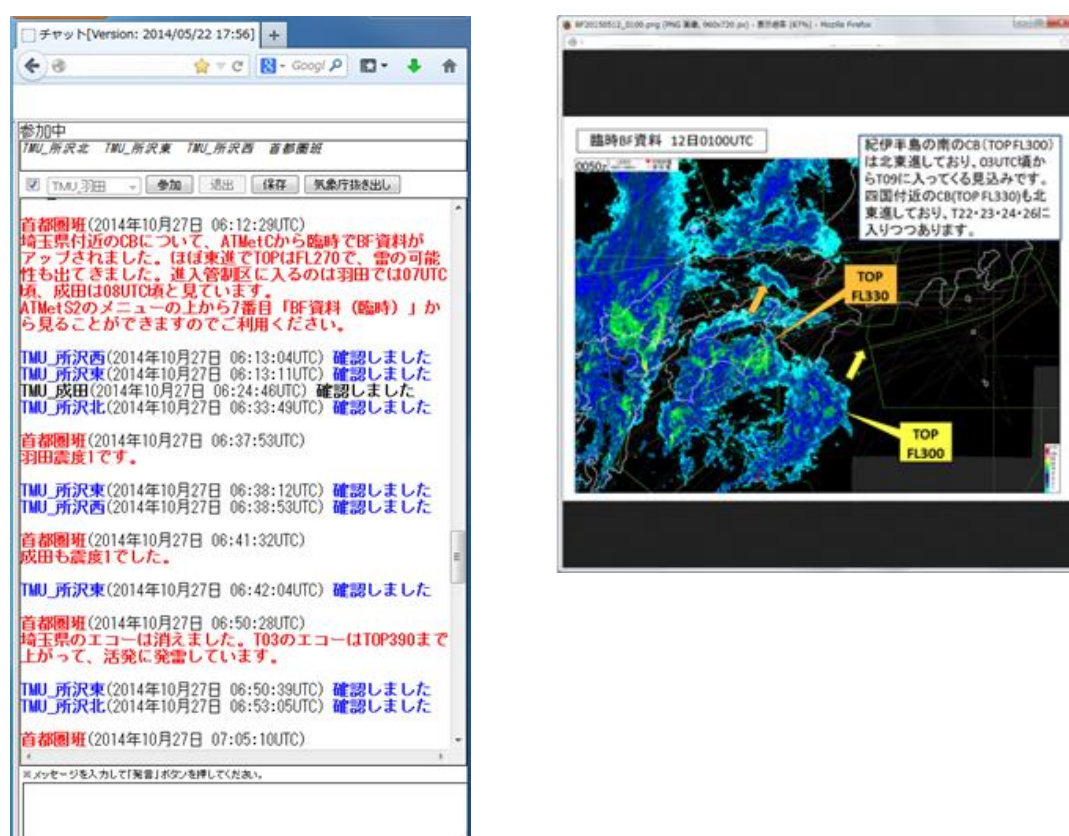 チャット[Version: 2014/05/22 17:56]
Googl
参加中
TMU_所沢北 TMU_所沢東 TMU_所沢西 首都圏班
TMU_羽田 参加 退出 保存 気象庁抜き出し
首都圏班(2014年10月27日 06:12:29UTC)
埼玉県付近のCBについて、ATMetCから臨時でBF資料が
アップされました。ほぼ東進でTOPはFL270で、雷の可能
性も出てきました。進入管制区に入るのは羽田では07UTC
頃、成田は08UTC頃と見ています。
ATMetS2のメニューの上から7番目「BF資料（臨時）」か
ら見ることができますのでご利用ください。
TMU_所沢西(2014年10月27日 06:13:04UTC) 確認しました
TMU_所沢東(2014年10月27日 06:13:11UTC) 確認しました
TMU_成田(2014年10月27日 06:24:46UTC) 確認しました
TMU_所沢北(2014年10月27日 06:33:49UTC) 確認しました
首都圏班(2014年10月27日 06:37:53UTC)
羽田震度1です。
TMU_所沢東(2014年10月27日 06:38:12UTC) 確認しました
TMU_所沢西(2014年10月27日 06:38:53UTC) 確認しました
首都圏班(2014年10月27日 06:41:32UTC)
成田も震度1でした。
TMU_所沢東(2014年10月27日 06:42:04UTC) 確認しました
首都圏班(2014年10月27日 06:50:28UTC)
埼玉県のエコーは消えました。T03のエコーはTOP390まで
上がって、活発に発雷しています。
TMU_所沢東(2014年10月27日 06:50:39UTC) 確認しました
TMU_所沢北(2014年10月27日 06:53:05UTC) 確認しました
首都圏班(2014年10月27日 07:05:10UTC)
※メッセージを入力して「発言」ボタンを押してください。
BF20150512_0100.png (PNG 画像, 960x720 px) - 表示倍率 (67%) - Mozilla Firefox
臨時BF資料 12日0100UTC
紀伊半島の南のCB(TOP FL300)
は北東進しており、03UTC頃か
らT09に入ってくる見込みです。
四国付近のCB(TOP FL330)も北
東進しており、T22・23・24・26に
入りつつあります。
0050z
TOP
FL330
TOP
FL300